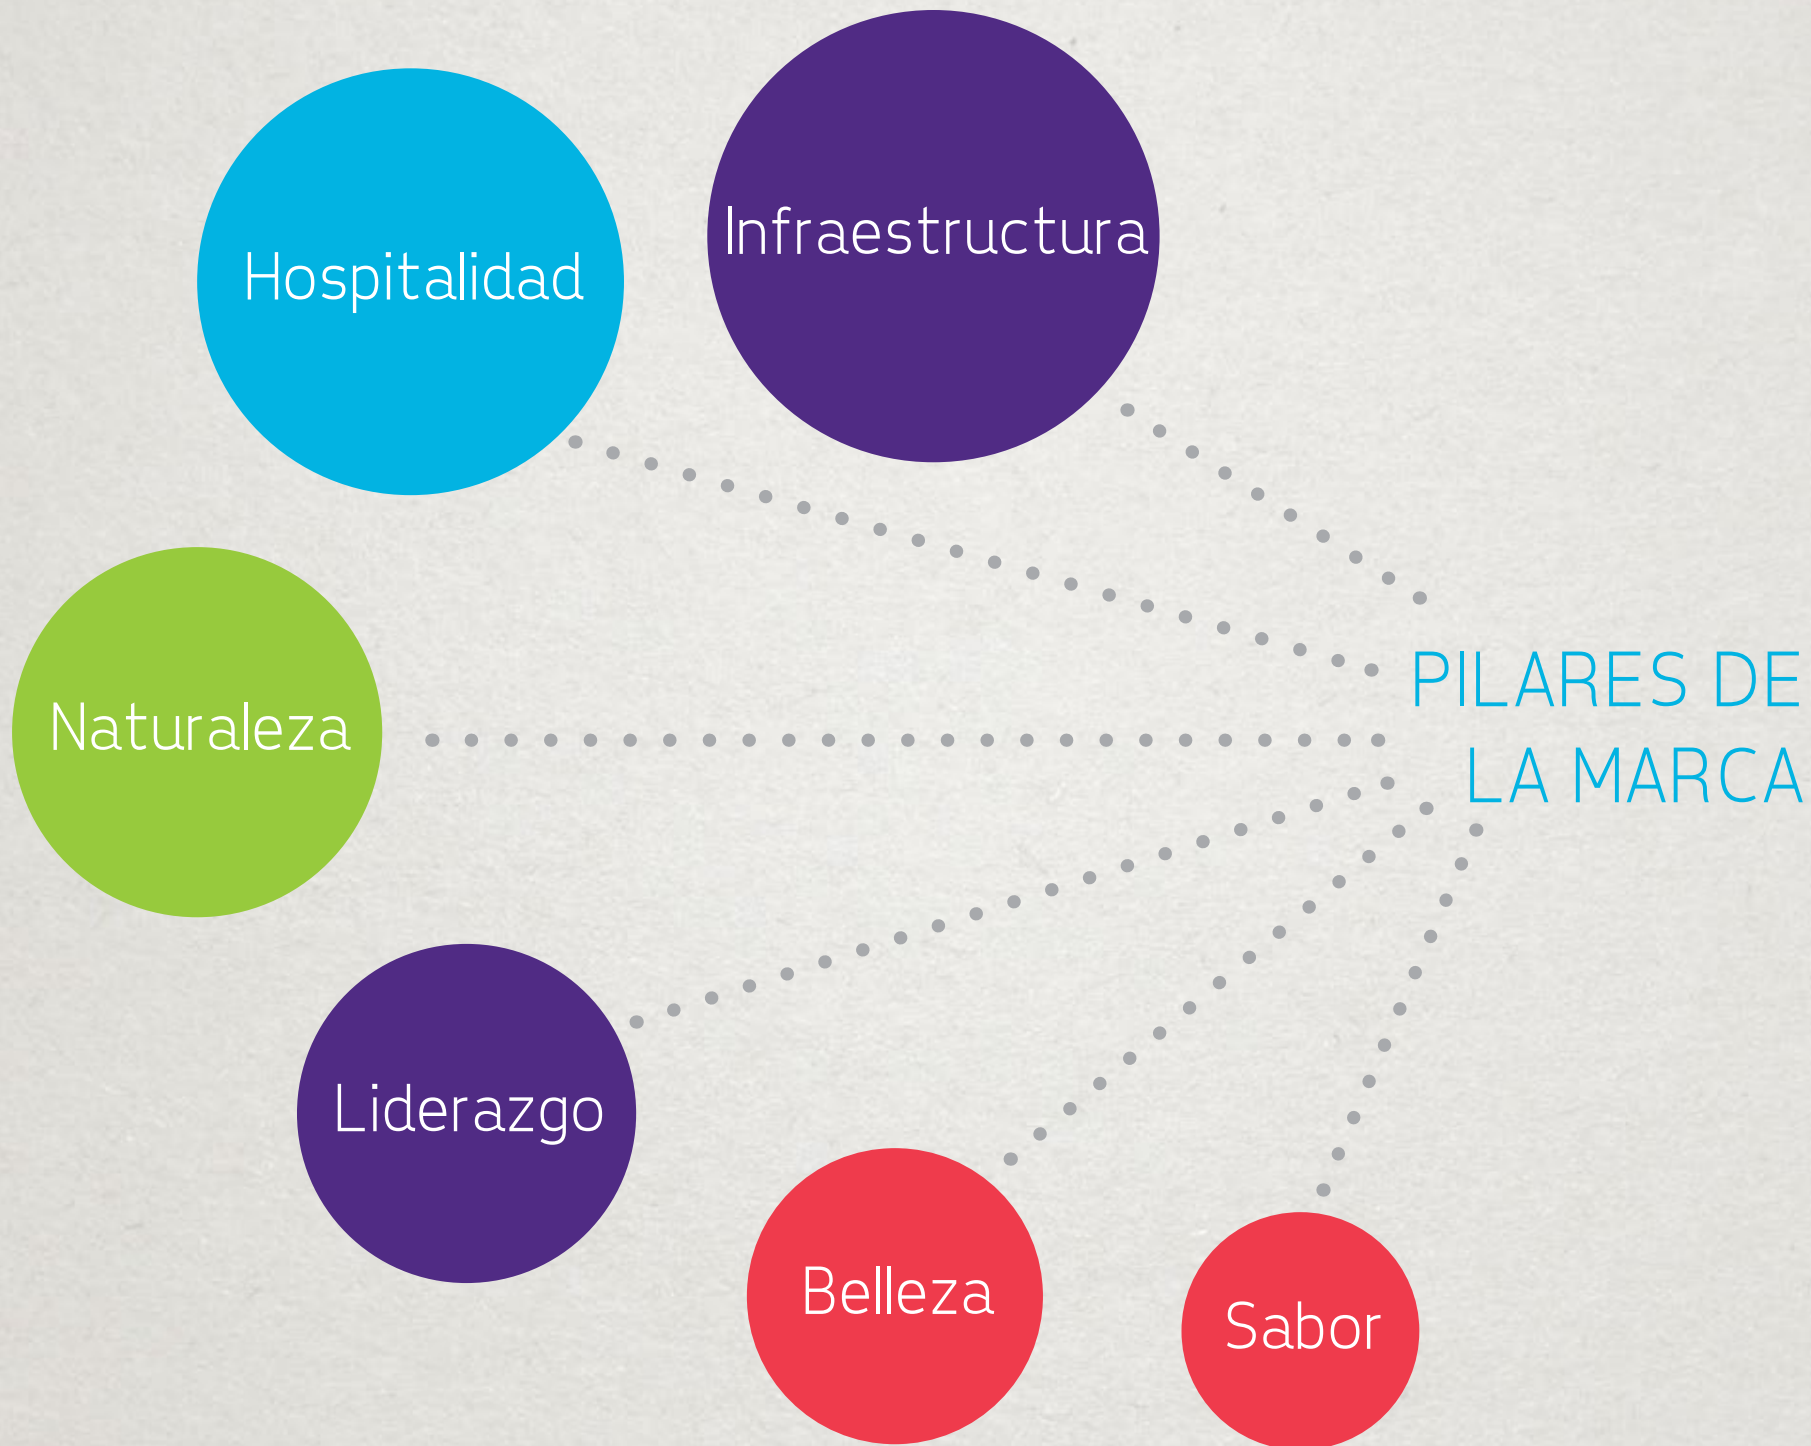 Infraestructura
Hospitalidad
Naturaleza
PILARES DE
LA MARCA
Liderazgo
Belleza
Sabor